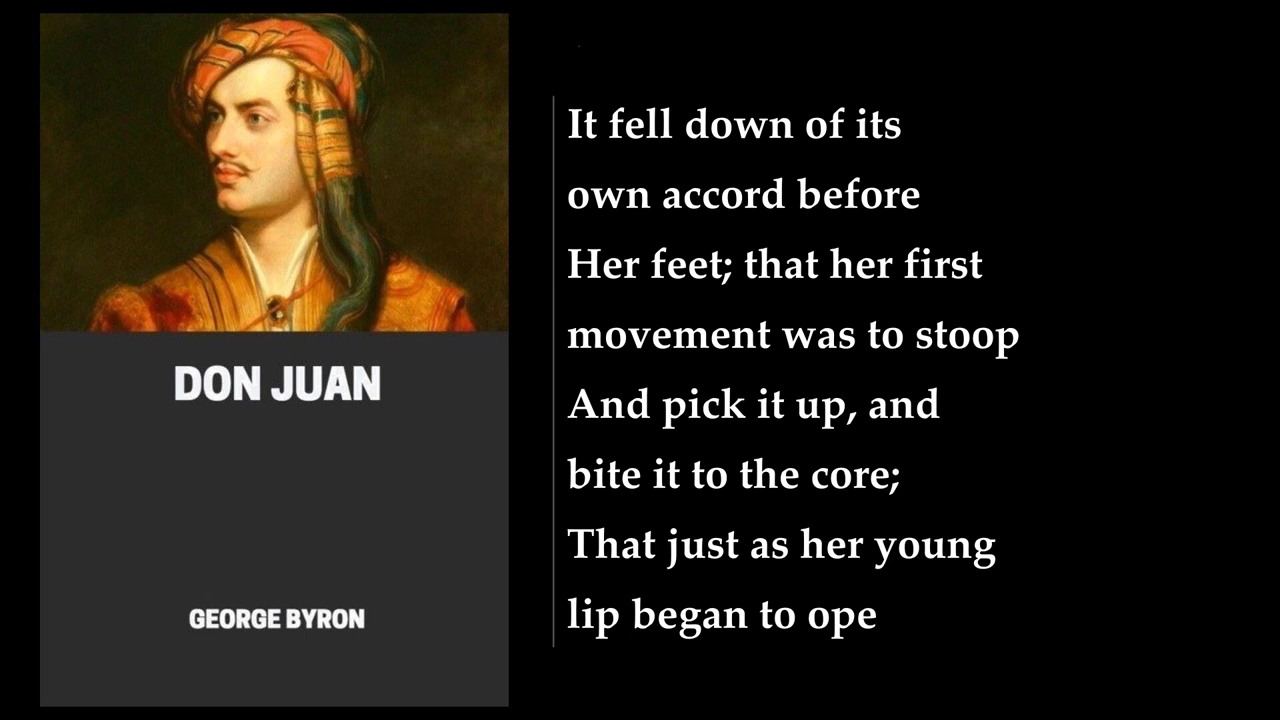 DON JUAN
GEORGE BYRON
It fell down of its
own accord before
Her feet; that her first
movement was to stoop
And pick it up, and
bite it to the core;
That just as her young
lip began to ope